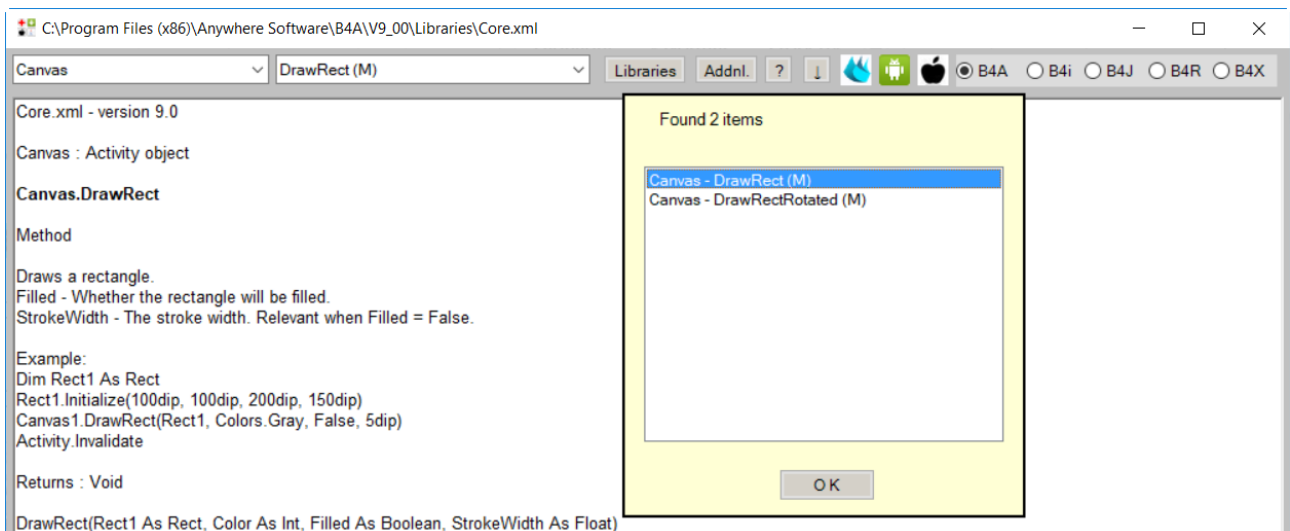 C:\Program Files (x86)\Anywhere Software\B4A\V9_00\Libraries\Core.xml
Canvas DrawRect (M) Libraries Addnl. ? ↓ B4A B4i B4J B4R B4X
Core.xml - version 9.0
Canvas : Activity object
Canvas.DrawRect
Method
Draws a rectangle.
Filled - Whether the rectangle will be filled.
StrokeWidth - The stroke width. Relevant when Filled = False.
Example:
Dim Rect1 As Rect
Rect1.Initialize(100dip, 100dip, 200dip, 150dip)
Canvas1.DrawRect(Rect1, Colors.Gray, False, 5dip)
Activity.Invalidate
Returns : Void
DrawRect(Rect1 As Rect, Color As Int, Filled As Boolean, StrokeWidth As Float)
Found 2 items
Canvas - DrawRect (M)
Canvas - DrawRectRotated (M)
O K